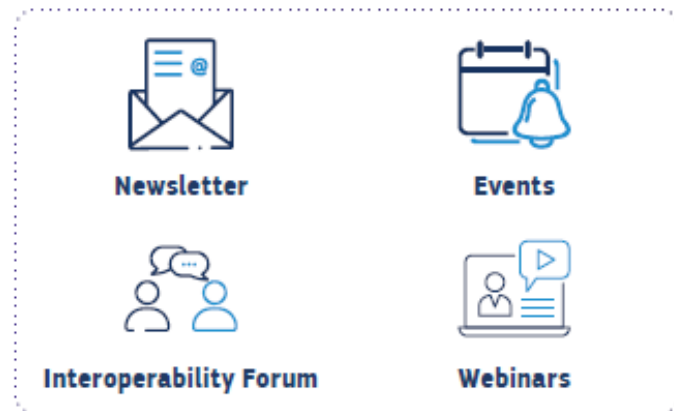 @
Newsletter
Events
Interoperability Forum
Webinars